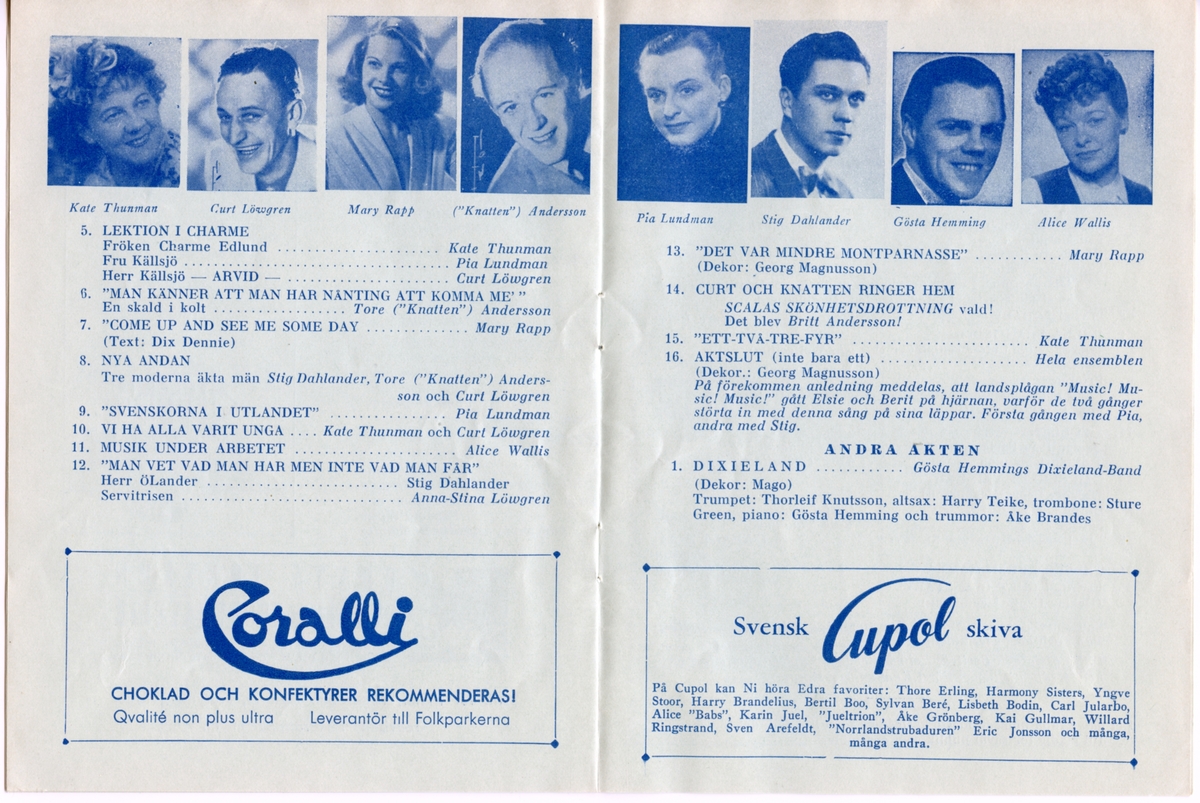 Kate Thunman
Curt Löwgren
Mary Rapp
("Knatten") Andersson
5. LEKTION I CHARME
Fröken Charme Edlund ........................ Kate Thunman
Fru Källsjö ........................................ Pia Lundman
Herr Källsjö — ARVID — .......................... Curt Löwgren
6. "MAN KÄNNER ATT MAN HAR NÅNTING ATT KOMMA ME' "
En skald i kolt .................... Tore ("Knatten") Andersson
7. "COME UP AND SEE ME SOME DAY ............... Mary Rapp
(Text: Dix Dennie)
8. NYA ANDAN
Tre moderna äkta män Stig Dahlander, Tore ("Knatten") Anders-
son och Curt Löwgren
9. "SVENSKORNA I UTLANDET" ................. Pia Lundman
10. VI HA ALLA VARIT UNGA .... Kate Thunman och Curt Löwgren
11. MUSIK UNDER ARBETET ........................ Alice Wallis
12. "MAN VET VAD MAN HAR MEN INTE VAD MAN FÅR"
Herr ÖLander ............................ Stig Dahlander
Servitrisen .................................. Anna-Stina Löwgren
Coralli
CHOKLAD OCH KONFEKTYRER REKOMMENDERAS!
Qvalité non plus ultra Leverantör till Folkparkerna
Pia Lundman
Stig Dahlander
Gösta Hemming
Alice Wallis
13. "DET VAR MINDRE MONTPARNASSE" ............ Mary Rapp
(Dekor: Georg Magnusson)
14. CURT OCH KNATTEN RINGER HEM
SCALAS SKÖNHETSDROTTNING vald!
Det blev Britt Andersson!
15. "ETT-TVÅ-TRE-FYR" .......................... Kate Thunman
16. AKTSLUT (inte bara ett) ...................... Hela ensemblen
(Dekor.: Georg Magnusson)
På förekommen anledning meddelas, att landsplågan "Music! Mu-
sic! Music!" gått Elsie och Berit på hjärnan, varför de två gånger
störta in med denna sång på sina läppar. Första gången med Pia,
andra med Stig.
ANDRA AKTEN
1. DIXIELAND ............ Gösta Hemmings Dixieland-Band
(Dekor: Mago)
Trumpet: Thorleif Knutsson, altsax: Harry Teike, trombone: Sture
Green, piano: Gösta Hemming och trummor: Åke Brandes
Svensk Cupol skiva
På Cupol kan Ni höra Edra favoriter: Thore Erling, Harmony Sisters, Yngve
Stoor, Harry Brandelius, Bertil Boo, Sylvan Beré, Lisbeth Bodin, Carl Jularbo,
Alice "Babs", Karin Juel, "Jueltrion", Åke Grönberg, Kai Gullmar, Willard
Ringstrand, Sven Arefeldt, "Norrlandstrubaduren" Eric Jonsson och många,
många andra.